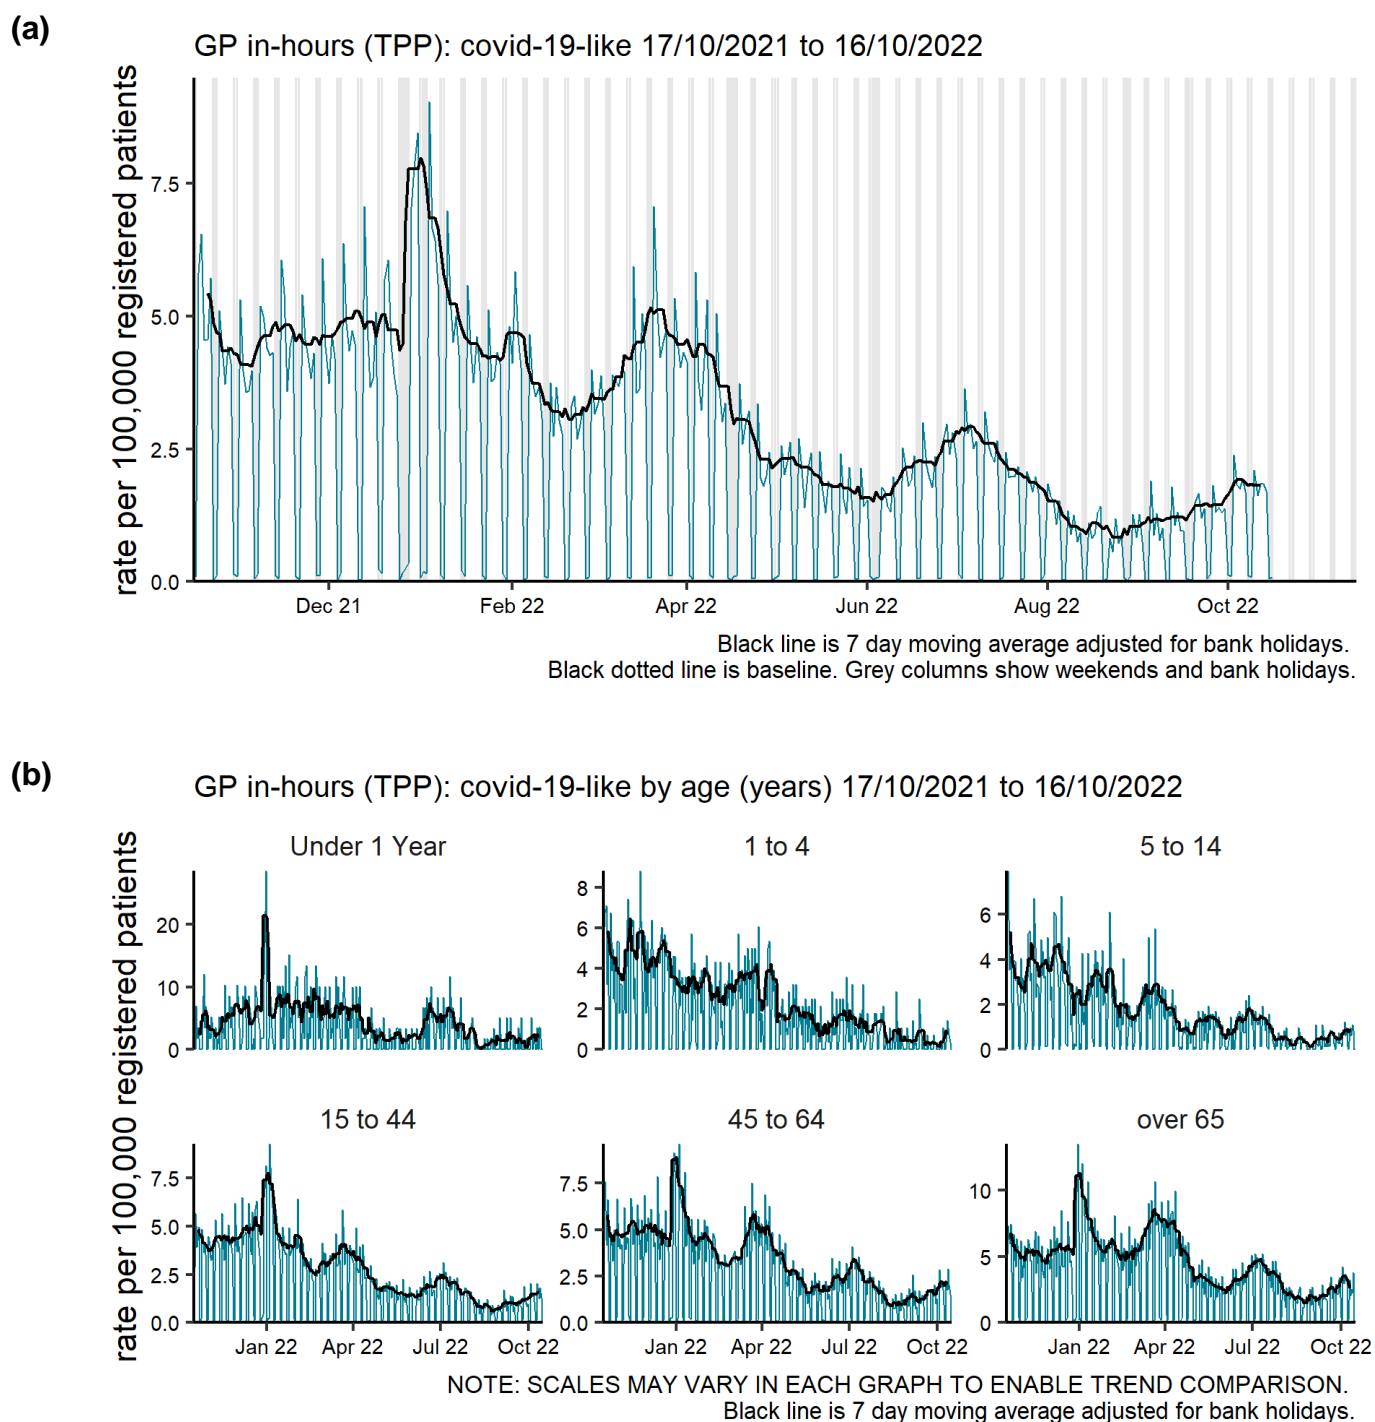 (a)
GP in-hours (TPP): covid-19-like 17/10/2021 to 16/10/2022
rate per 100,000 registered patients
7.5
5.0
2.5
0.0
Dec 21 Feb 22 Apr 22 Jun 22 Aug 22 Oct 22
Black line is 7 day moving average adjusted for bank holidays.
Black dotted line is baseline. Grey columns show weekends and bank holidays.
(b)
GP in-hours (TPP): covid-19-like by age (years) 17/10/2021 to 16/10/2022
rate per 100,000 registered patients
Under 1 Year
20
10
0
1 to 4
8
6
4
2
0
5 to 14
6
4
2
0
15 to 44
7.5
5.0
2.5
0.0
Jan 22 Apr 22 Jul 22 Oct 22
45 to 64
7.5
5.0
2.5
0.0
Jan 22 Apr 22 Jul 22 Oct 22
over 65
10
5
0
Jan 22 Apr 22 Jul 22 Oct 22
NOTE: SCALES MAY VARY IN EACH GRAPH TO ENABLE TREND COMPARISON.
Black line is 7 day moving average adjusted for bank holidays.